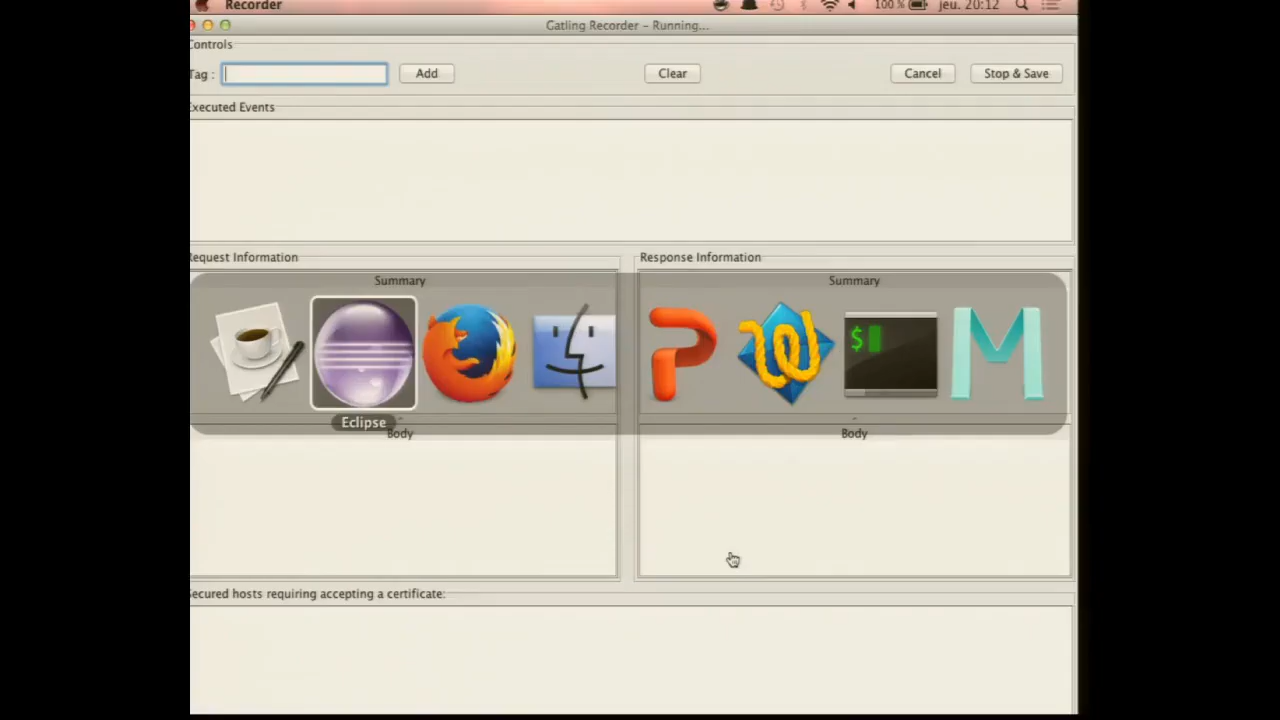 Recorder
100 %
jeu. 20:12
Gatling Recorder - Running...
Controls
Tag :
Add
Clear
Cancel
Stop & Save
Executed Events
Request Information
Response Information
Summary
Summary
$
Eclipse
Body
Body
Secured hosts requiring accepting a certificate: